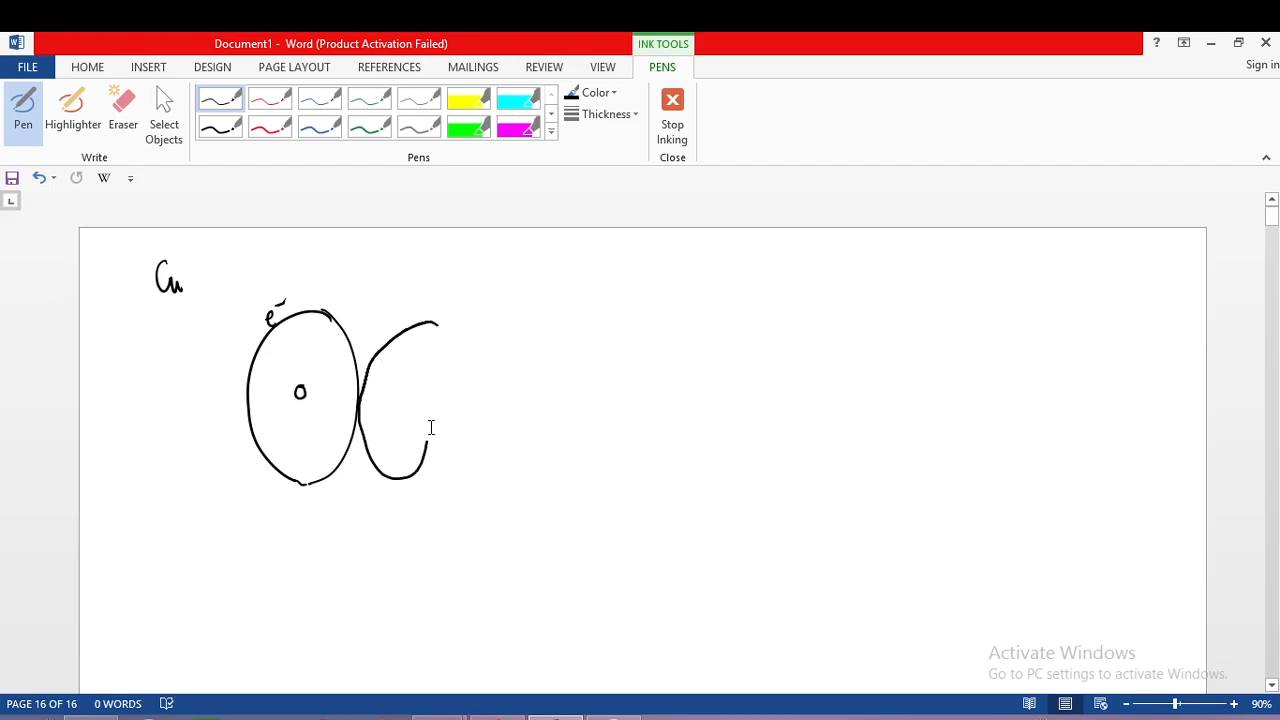 Document1 - Word (Product Activation Failed)
INK TOOLS
?
FILE
HOME
INSERT
DESIGN
PAGE LAYOUT
REFERENCES
MAILINGS
REVIEW
VIEW
PENS
Sign in
Pen
Highlighter
Eraser
Select Objects
Color
Thickness
Stop Inking
Write
Pens
Close
W
L
Cu
e⁻
Activate Windows
Go to PC settings to activate Windows.
PAGE 16 OF 16
0 WORDS
90%